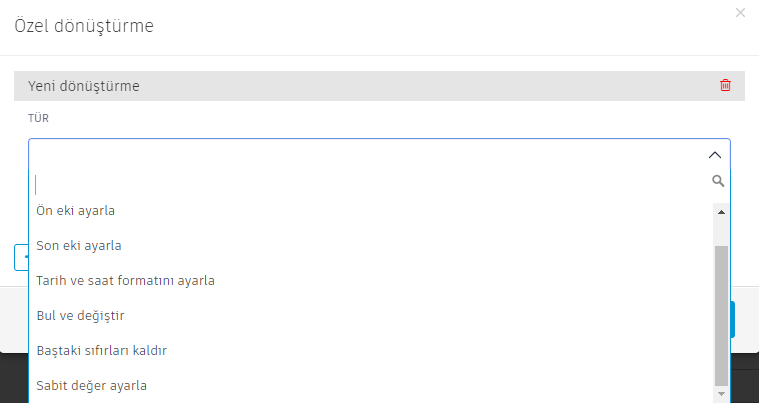 Özel dönüştürme
Yeni dönüştürme
TÜR
Ön eki ayarla
Son eki ayarla
Tarih ve saat formatını ayarla
Bul ve değiştir
Baştaki sıfırları kaldır
Sabit değer ayarla